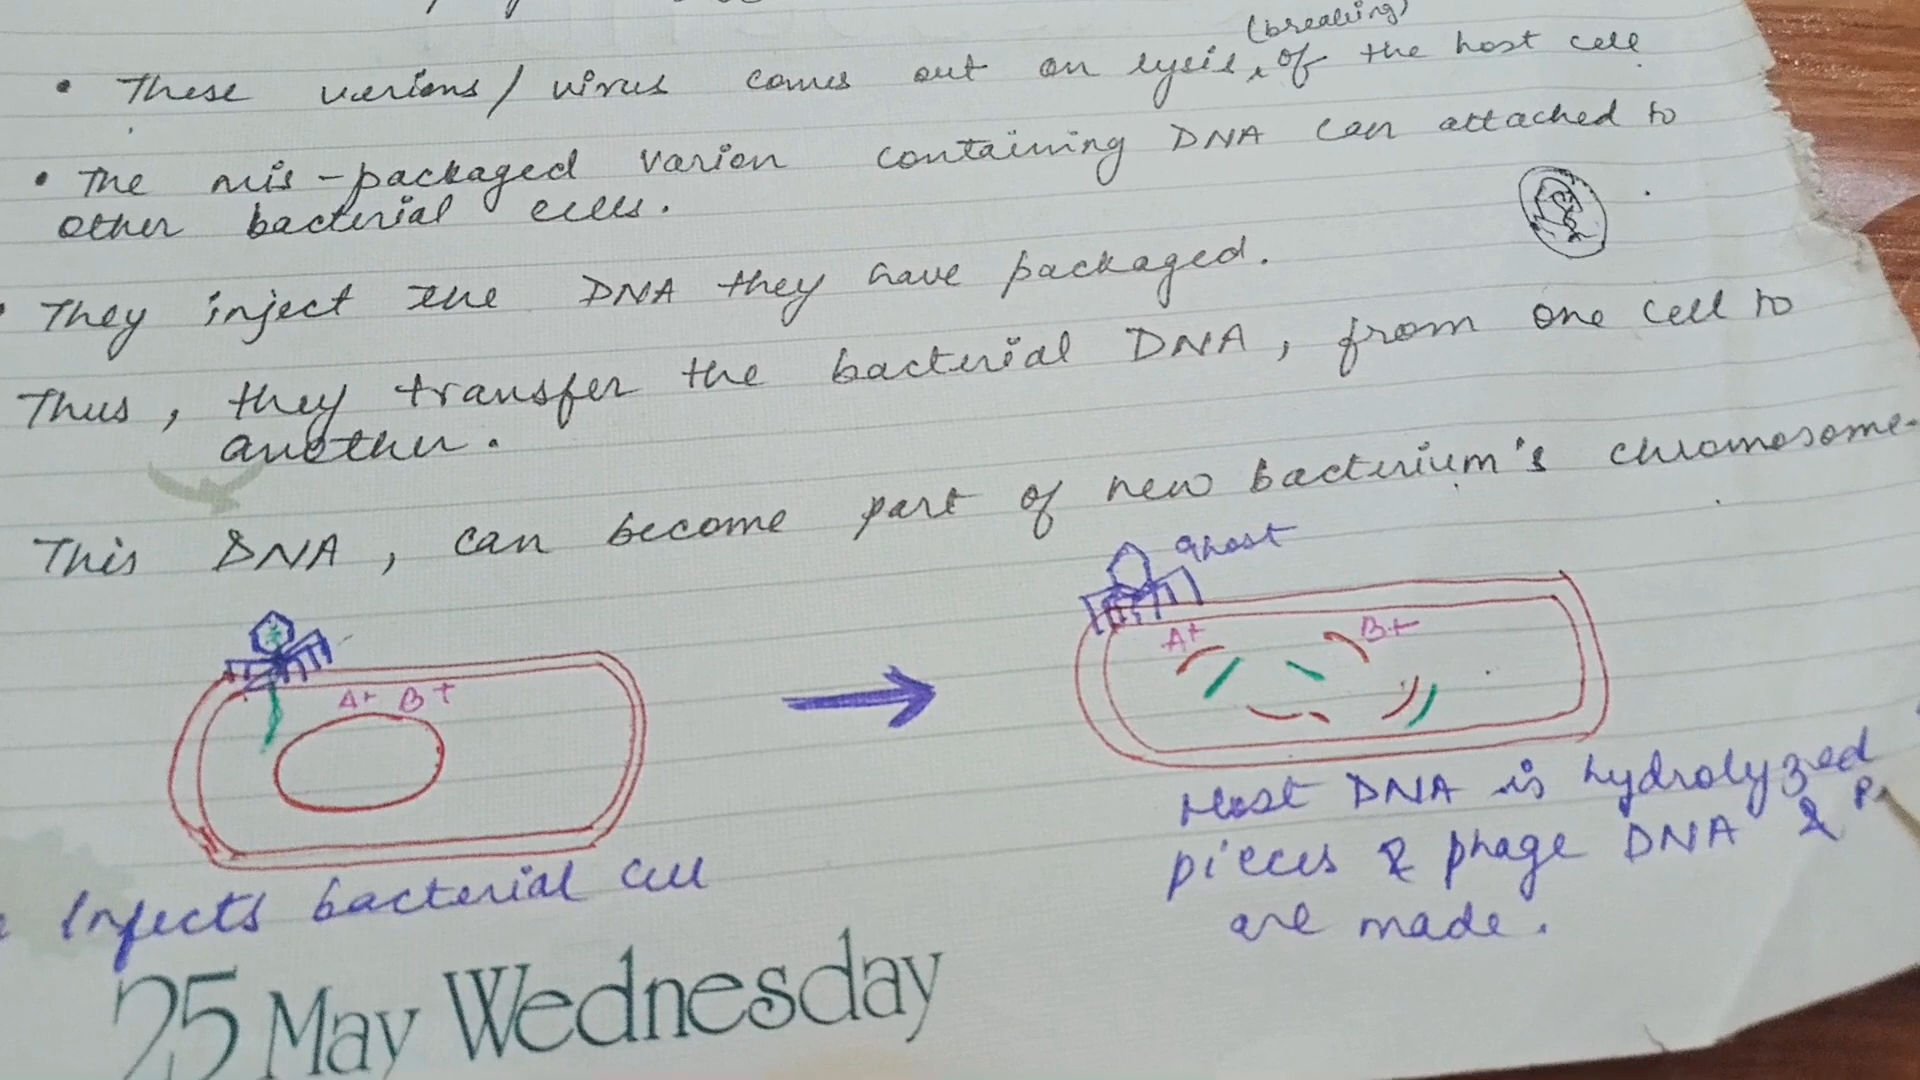 (breaking)
• These varions / virus comes out on lysis, of the host cell
• The mis-packaged varion containing DNA can attached to
other bacterial cells.
• They inject the DNA they have packaged.
Thus, they transfer the bacterial DNA, from one cell to
another.
This DNA, can become part of new bacterium's chromosome.
Ghost
A+ B+
A+ B+
Infects bacterial cell
Host DNA is hydrolyzed
pieces & phage DNA &
are made.
25 May Wednesday